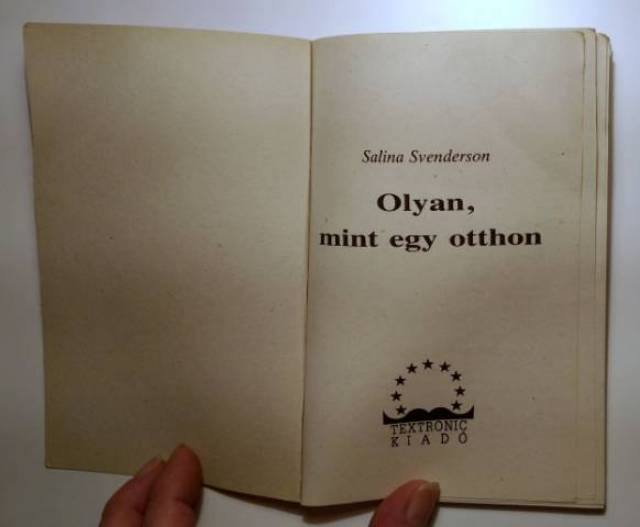 Salina Svenderson
Olyan,
mint egy otthon
TEXTRONIC
KIADÓ